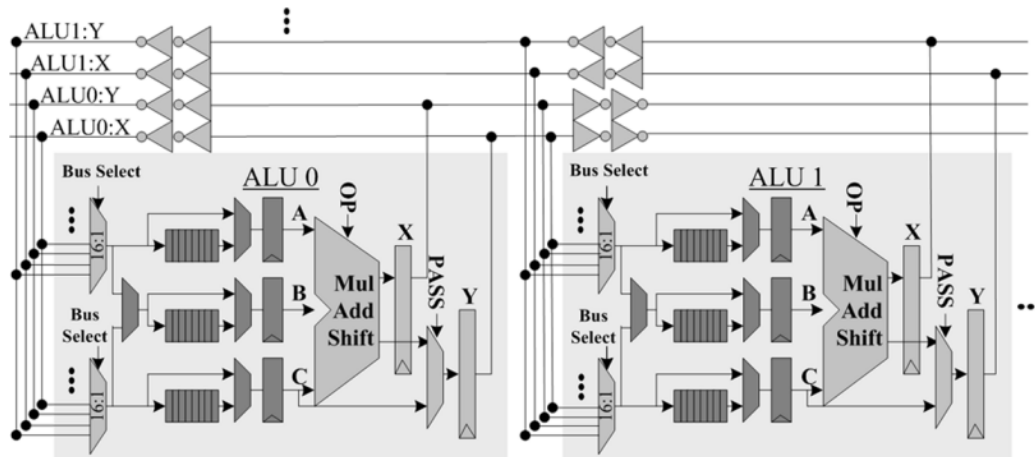 ALU1:Y
ALU1:X
ALU0:Y
ALU0:X
Bus Select
ALU 0
OP
A
16:1
X
PASS
Mul
Add
Shift
B
Y
Bus
Select
C
16:1
Bus Select
ALU 1
OP
A
16:1
X
PASS
Mul
Add
Shift
B
Y
Bus
Select
C
16:1